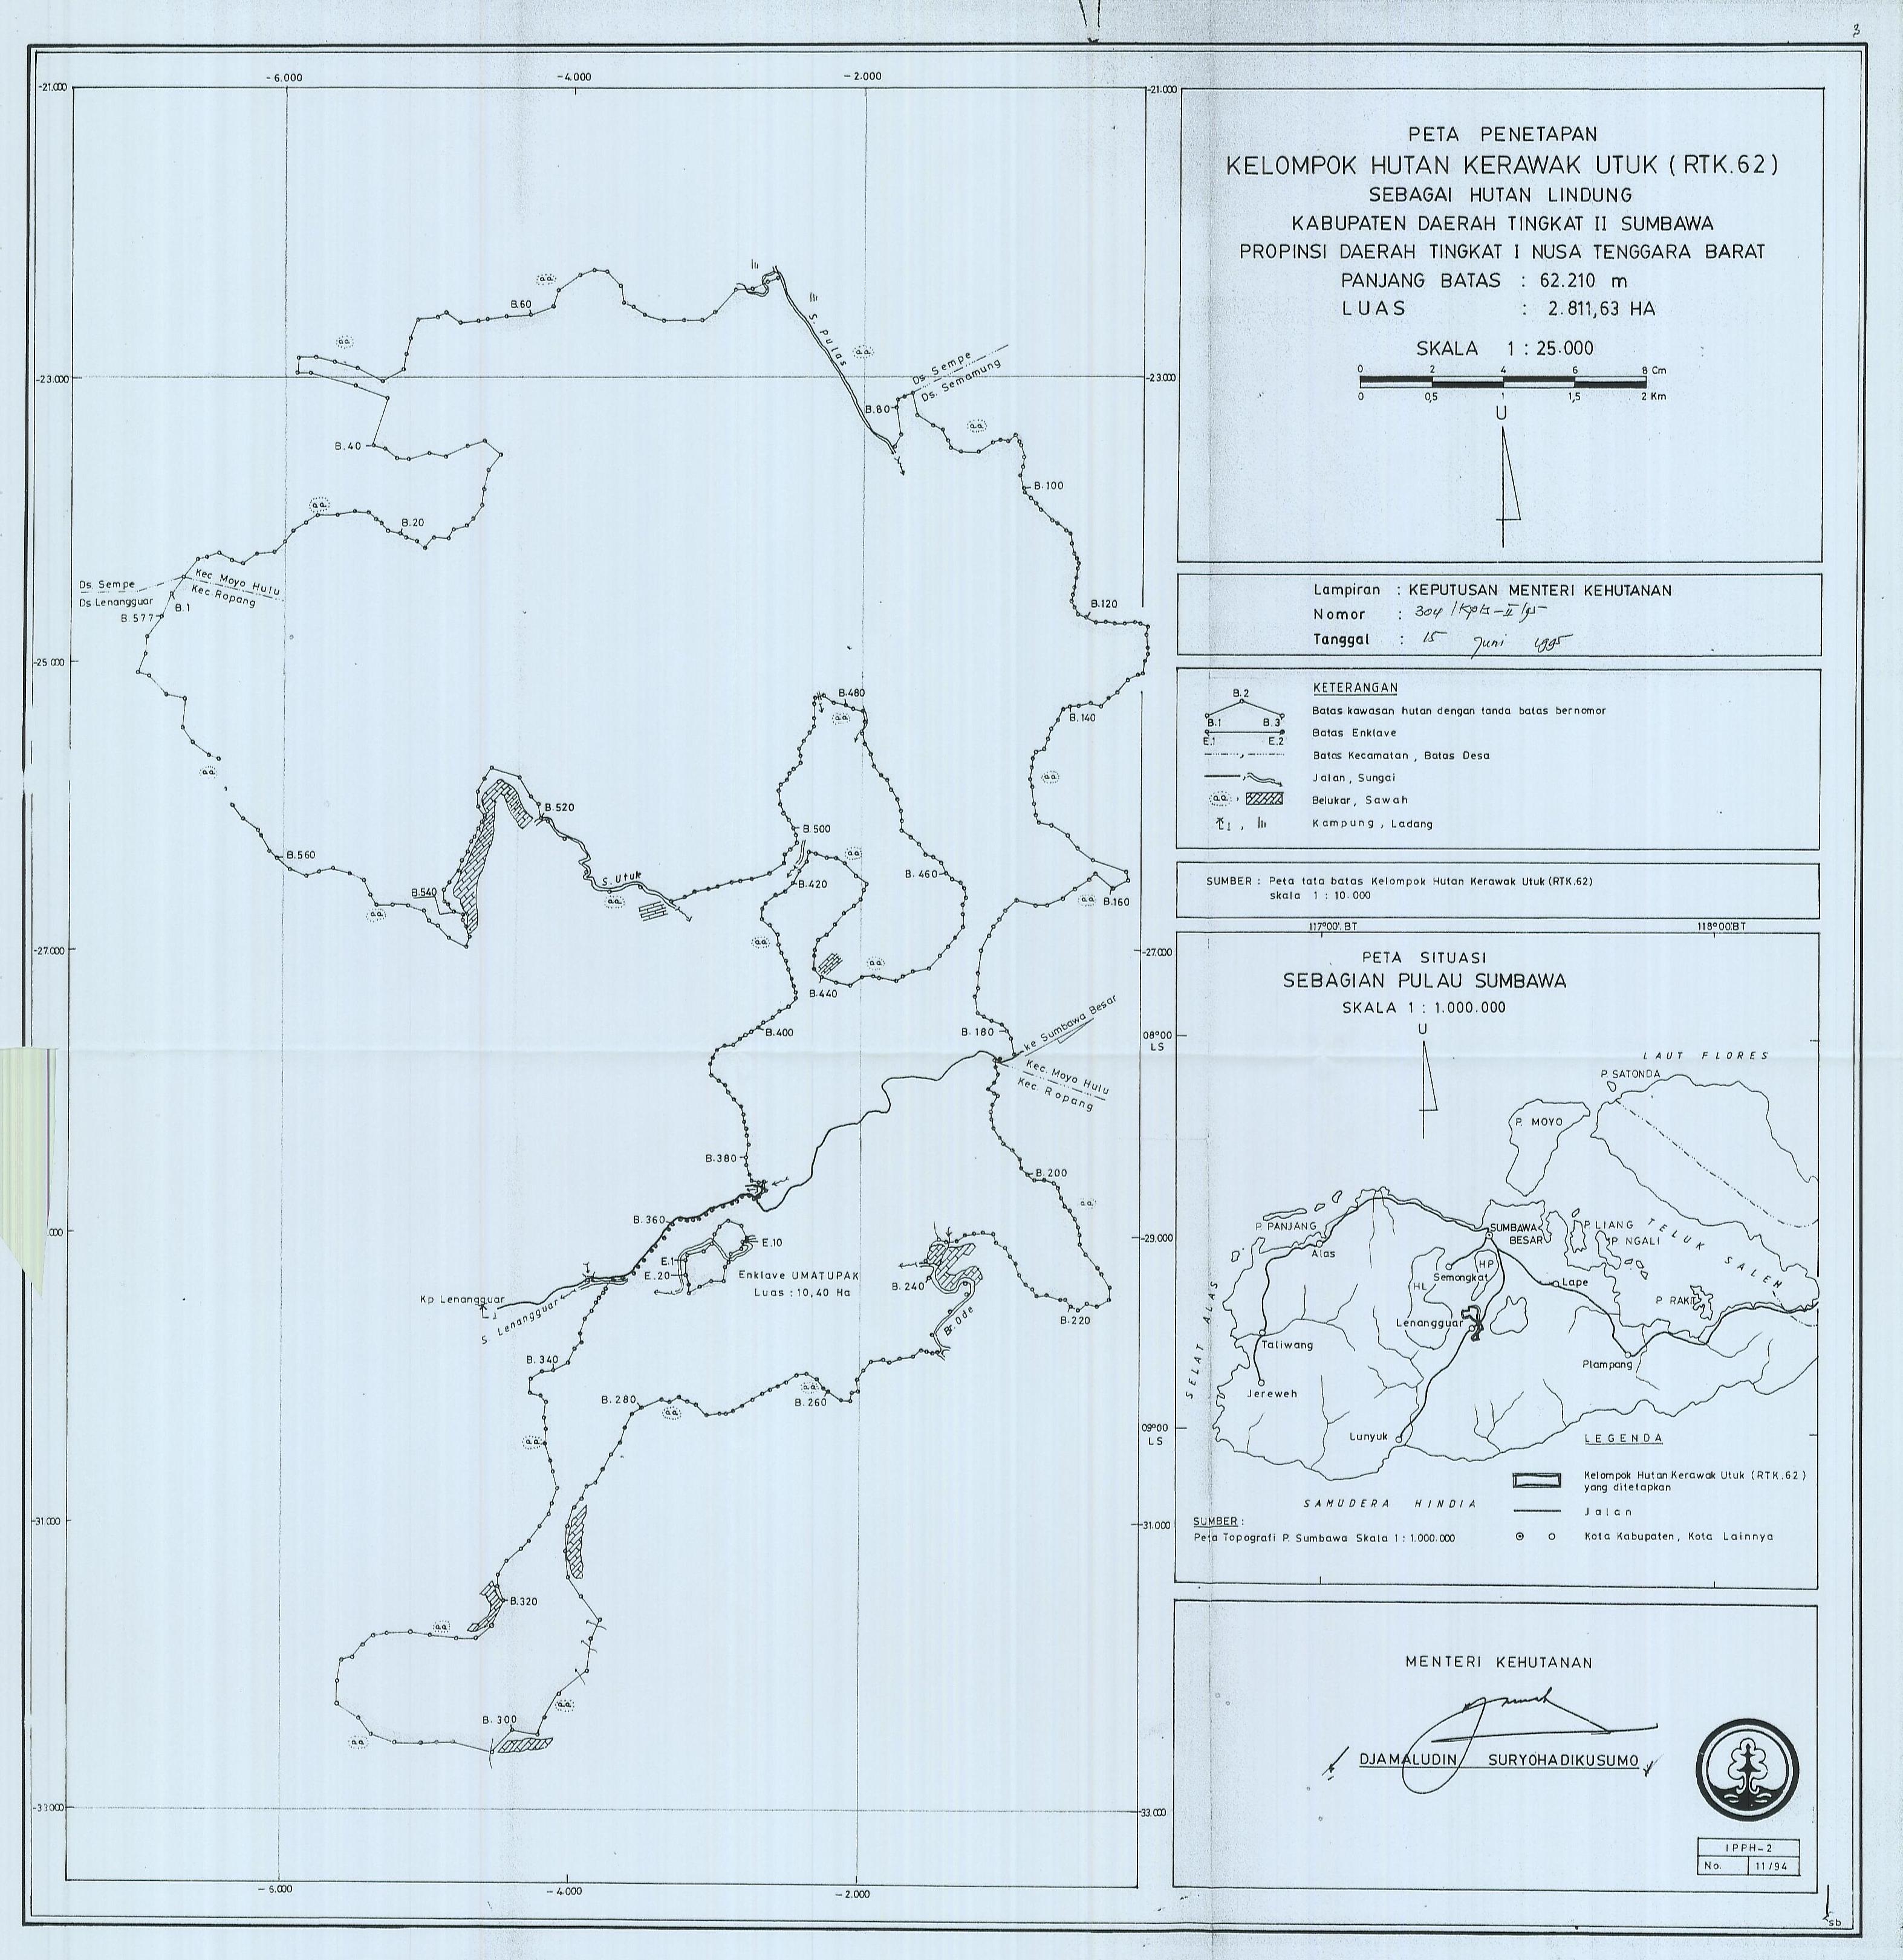 3
-6.000
-4.000
-2.000
-21.000
-21.000
PETA PENETAPAN
KELOMPOK HUTAN KERAWAK UTUK (RTK.62)
SEBAGAI HUTAN LINDUNG
KABUPATEN DAERAH TINGKAT II SUMBAWA
PROPINSI DAERAH TINGKAT I NUSA TENGGARA BARAT
PANJANG BATAS : 62.210 m
LUAS : 2.811,63 HA
SKALA 1 : 25.000
0 2 4 6 8 Cm
0 0,5 1 1,5 2 Km
U
Lampiran : KEPUTUSAN MENTERI KEHUTANAN
Nomor : 304 /Kpts-II/95
Tanggal : 15 Juni 1995
KETERANGAN
B.2
B.1 B.3
Batas kawasan hutan dengan tanda batas bernomor
E.1 E.2
Batas Enklave
Batas Kecamatan , Batas Desa
Jalan , Sungai
Belukar , Sawah
Kampung , Ladang
SUMBER : Peta tata batas Kelompok Hutan Kerawak Utuk (RTK.62)
skala 1 : 10.000
117°00' BT
118°00' BT
PETA SITUASI
SEBAGIAN PULAU SUMBAWA
SKALA 1 : 1.000.000
U
08°00
LS
LAUT FLORES
P. SATONDA
P. MOYO
P. PANJANG
Alas
SUMBAWA
BESAR
P LIANG
P. NGALI
TELUK SALEH
HP
Semongkat
HL
Lape
P. RAKIT
Lenangguar
SELAT ALAS
Taliwang
Plampang
Jereweh
Lunyuk
09°00
LS
SAMUDERA HINDIA
LEGENDA
Kelompok Hutan Kerawak Utuk (RTK.62)
yang ditetapkan
Jalan
Kota Kabupaten, Kota Lainnya
SUMBER :
Peta Topografi P. Sumbawa Skala 1 : 1.000.000
MENTERI KEHUTANAN
DJAMALUDIN SURYOHADIKUSUMO
IPPH-2
No. 11/94
sb
B.60
S. Pulas
-23.000
-23.000
Ds. Sempe
Ds. Semamung
B.80
B.40
B.100
B.20
Ds. Sempe
Ds Lenangguar
Kec Moyo Hulu
Kec. Ropang
B.1
B.577
B.120
-25 000
B.480
B.140
B.520
B.500
B.560
S. Utuk
B.420
B.460
B.540
B.160
-27.000
-27.000
B.440
B.400
B. 180
ke Sumbawa Besar
Kec. Moyo Hulu
Kec. Ropang
B.380
B.200
B.360
000
-29.000
E.10
E.1
E.20
Enklave UMATUPAK
Luas : 10,40 Ha
B.240
Br. Ode
B.220
Kp Lenangguar
S. Lenangguar
B.340
B.280
B.260
-31.000
-31.000
B.320
B. 300
-33.000
-33.000
-6.000
-4.000
-2.000